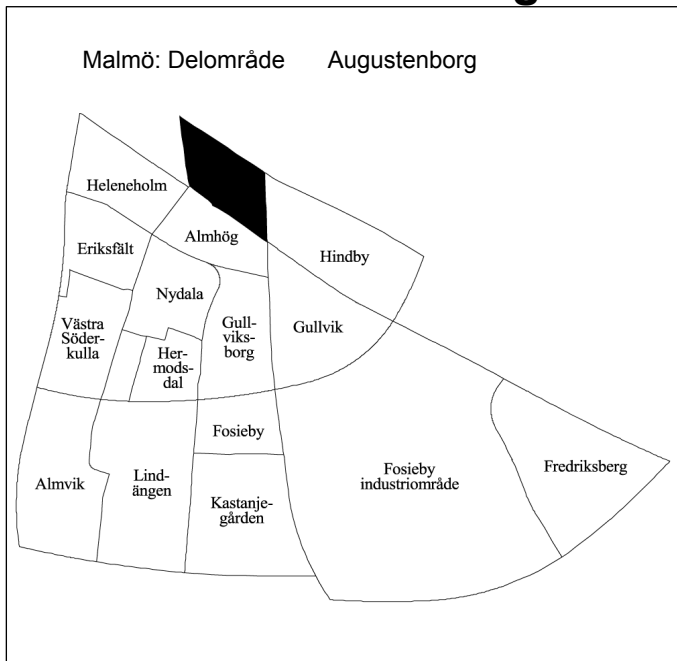 Malmö: Delområde Augustenborg
Heleneholm
Almhög
Hindby
Eriksfält
Nydala
Västra
Söder-
kulla
Gull-
viks-
borg
Gullvik
Her-
mods-
dal
Fosieby
Almvik
Lind-
ängen
Kastanje-
gården
Fosieby
industriområde
Fredriksberg